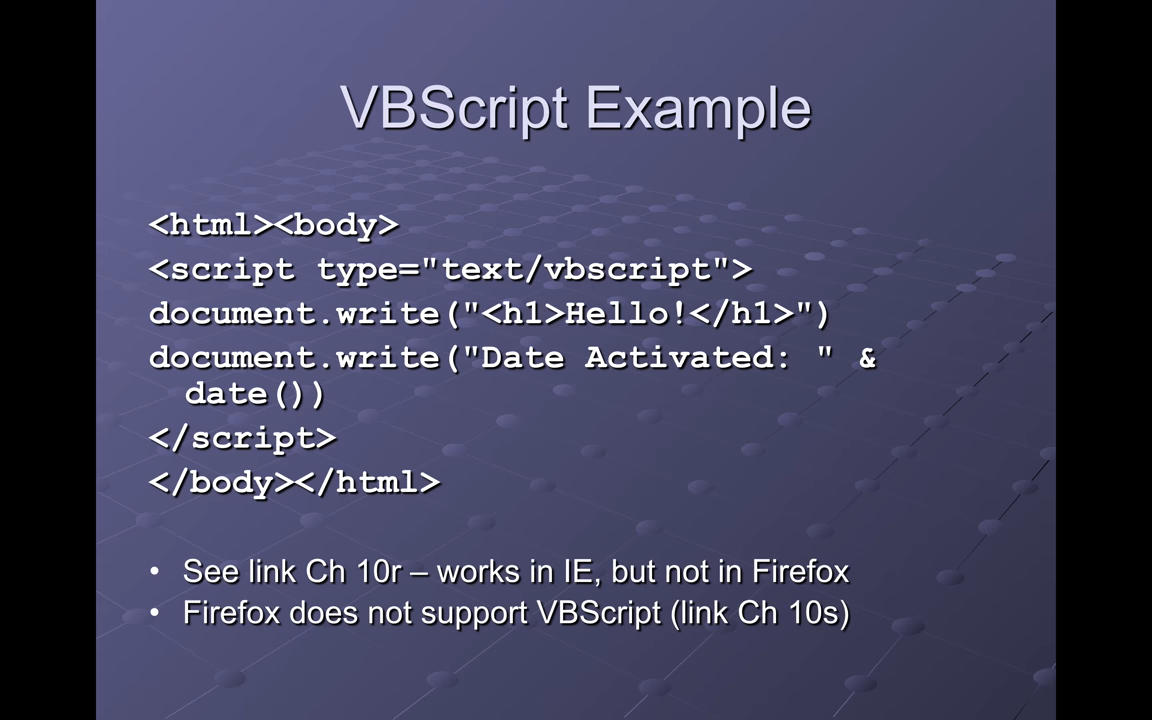 VBScript Example
<html><body>
<script type="text/vbscript">
document.write("<h1>Hello!</h1>")
document.write("Date Activated: " &
date())
</script>
</body></html>
• See link Ch 10r – works in IE, but not in Firefox
• Firefox does not support VBScript (link Ch 10s)